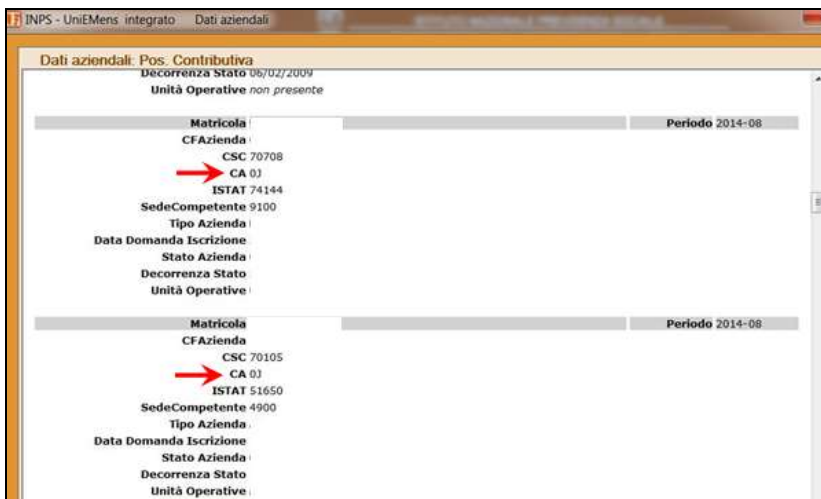 INPS - UniEMens integrato Dati aziendali
Dati aziendali: Pos. Contributiva
Decorrenza Stato 06/02/2009
Unità Operative non presente
Matricola Periodo 2014-08
CFAzienda
CSC 70708
CA 0J
ISTAT 74144
SedeCompetente 9100
Tipo Azienda
Data Domanda Iscrizione
Stato Azienda
Decorrenza Stato
Unità Operative
Matricola Periodo 2014-08
CFAzienda
CSC 70105
CA 0J
ISTAT 51650
SedeCompetente 4900
Tipo Azienda
Data Domanda Iscrizione
Stato Azienda
Decorrenza Stato
Unità Operative